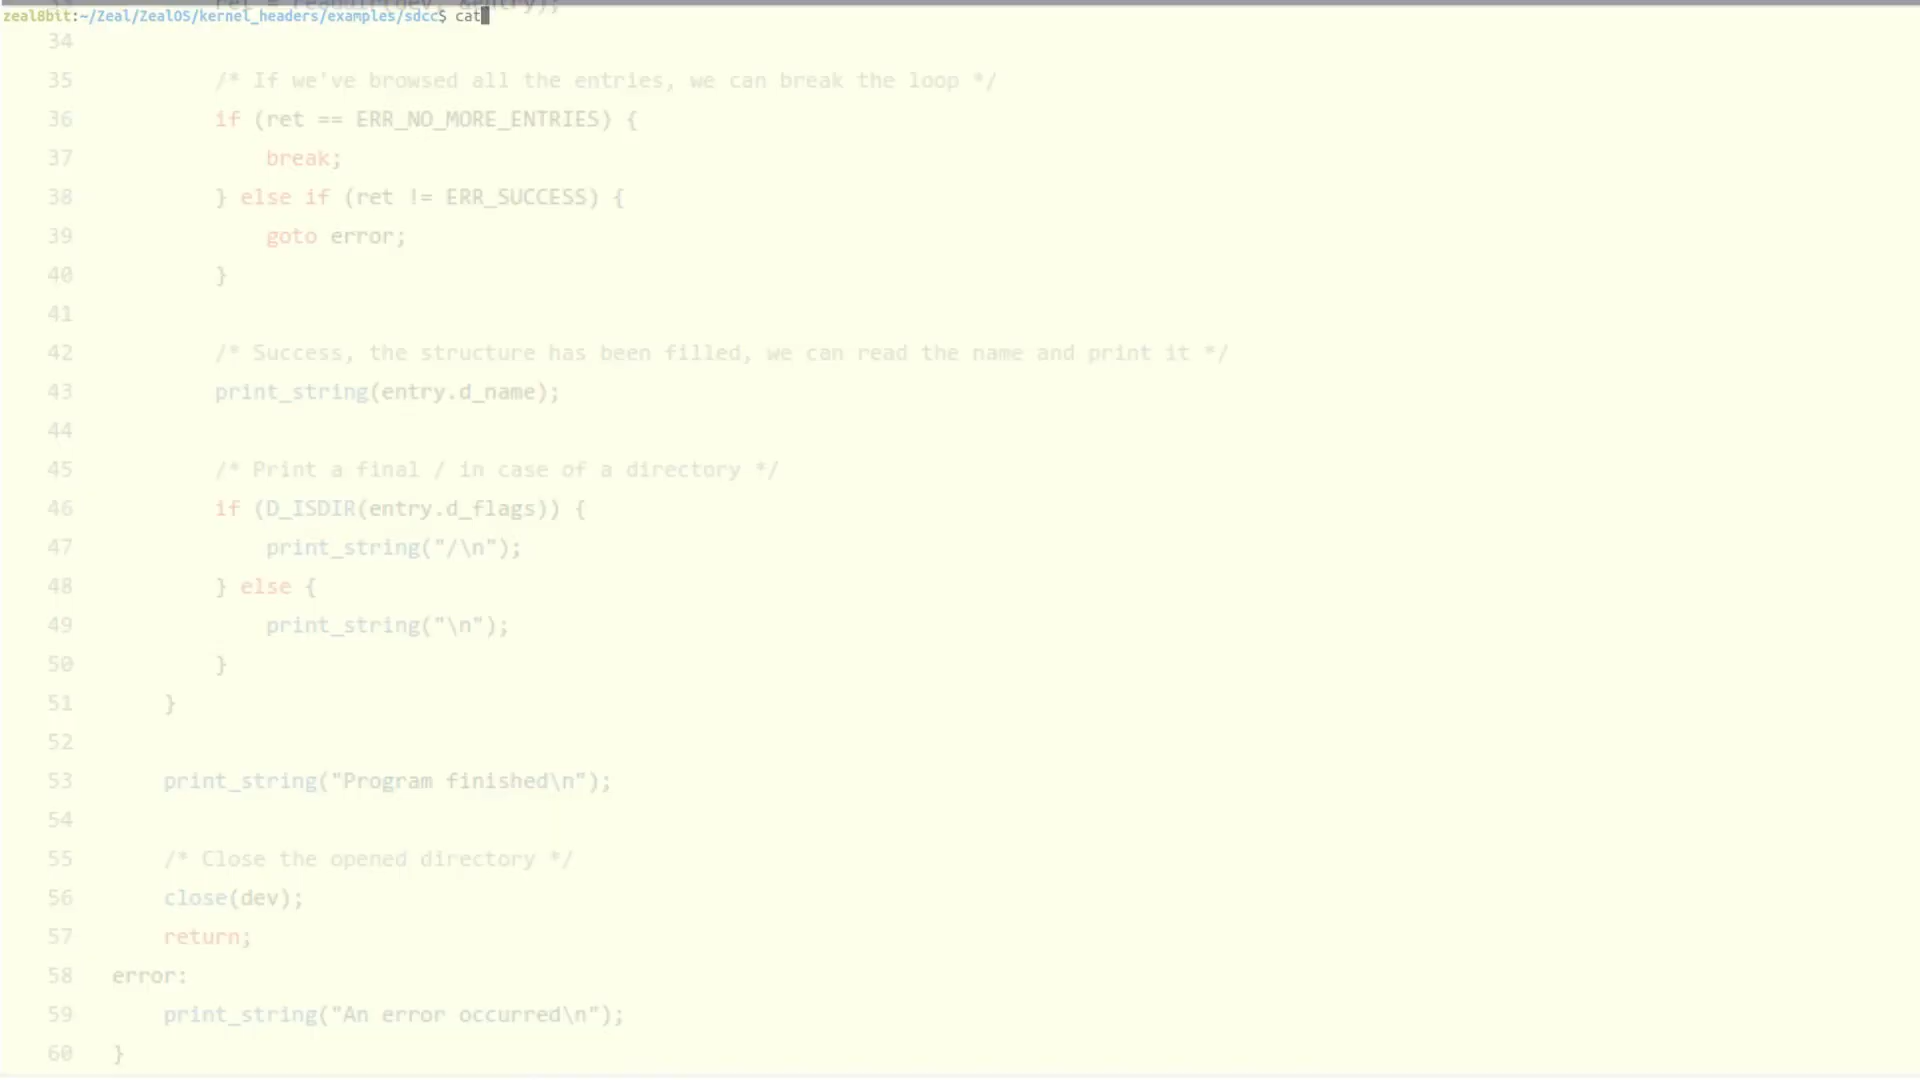 ret = readdir(dev, &entry);
zeal8bit:~/Zeal/ZealOS/kernel_headers/examples/sdcc$ cat
34
35 /* If we've browsed all the entries, we can break the loop */
36 if (ret == ERR_NO_MORE_ENTRIES) {
37 break;
38 } else if (ret != ERR_SUCCESS) {
39 goto error;
40 }
41
42 /* Success, the structure has been filled, we can read the name and print it */
43 print_string(entry.d_name);
44
45 /* Print a final / in case of a directory */
46 if (D_ISDIR(entry.d_flags)) {
47 print_string("/\n");
48 } else {
49 print_string("\n");
50 }
51 }
52
53 print_string("Program finished\n");
54
55 /* Close the opened directory */
56 close(dev);
57 return;
58 error:
59 print_string("An error occurred\n");
60 }